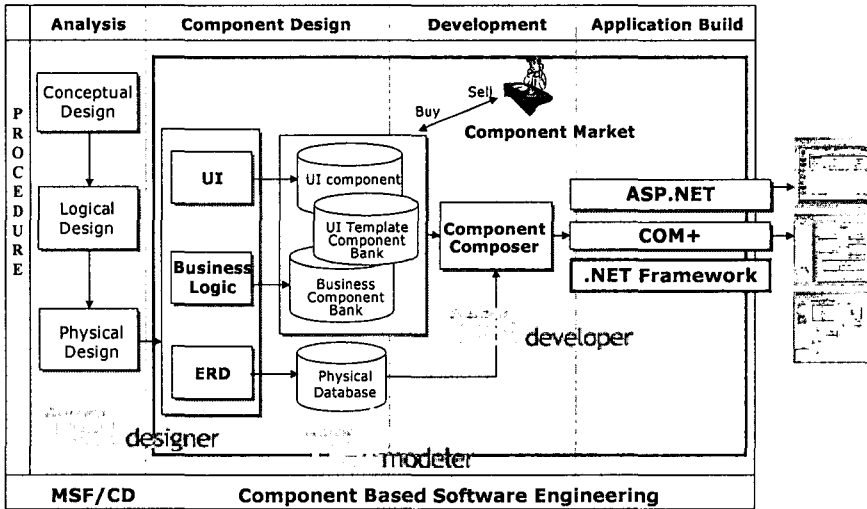 Analysis
Component Design
Development
Application Build
PROCEDURE
Conceptual
Design
Logical
Design
Physical
Design
UI
Business
Logic
ERD
UI component
UI Template
Component
Bank
Business
Component
Bank
Physical
Database
Buy
Sell
Component Market
Component
Composer
ASP.NET
COM+
.NET Framework
designer
modeler
developer
MSF/CD
Component Based Software Engineering